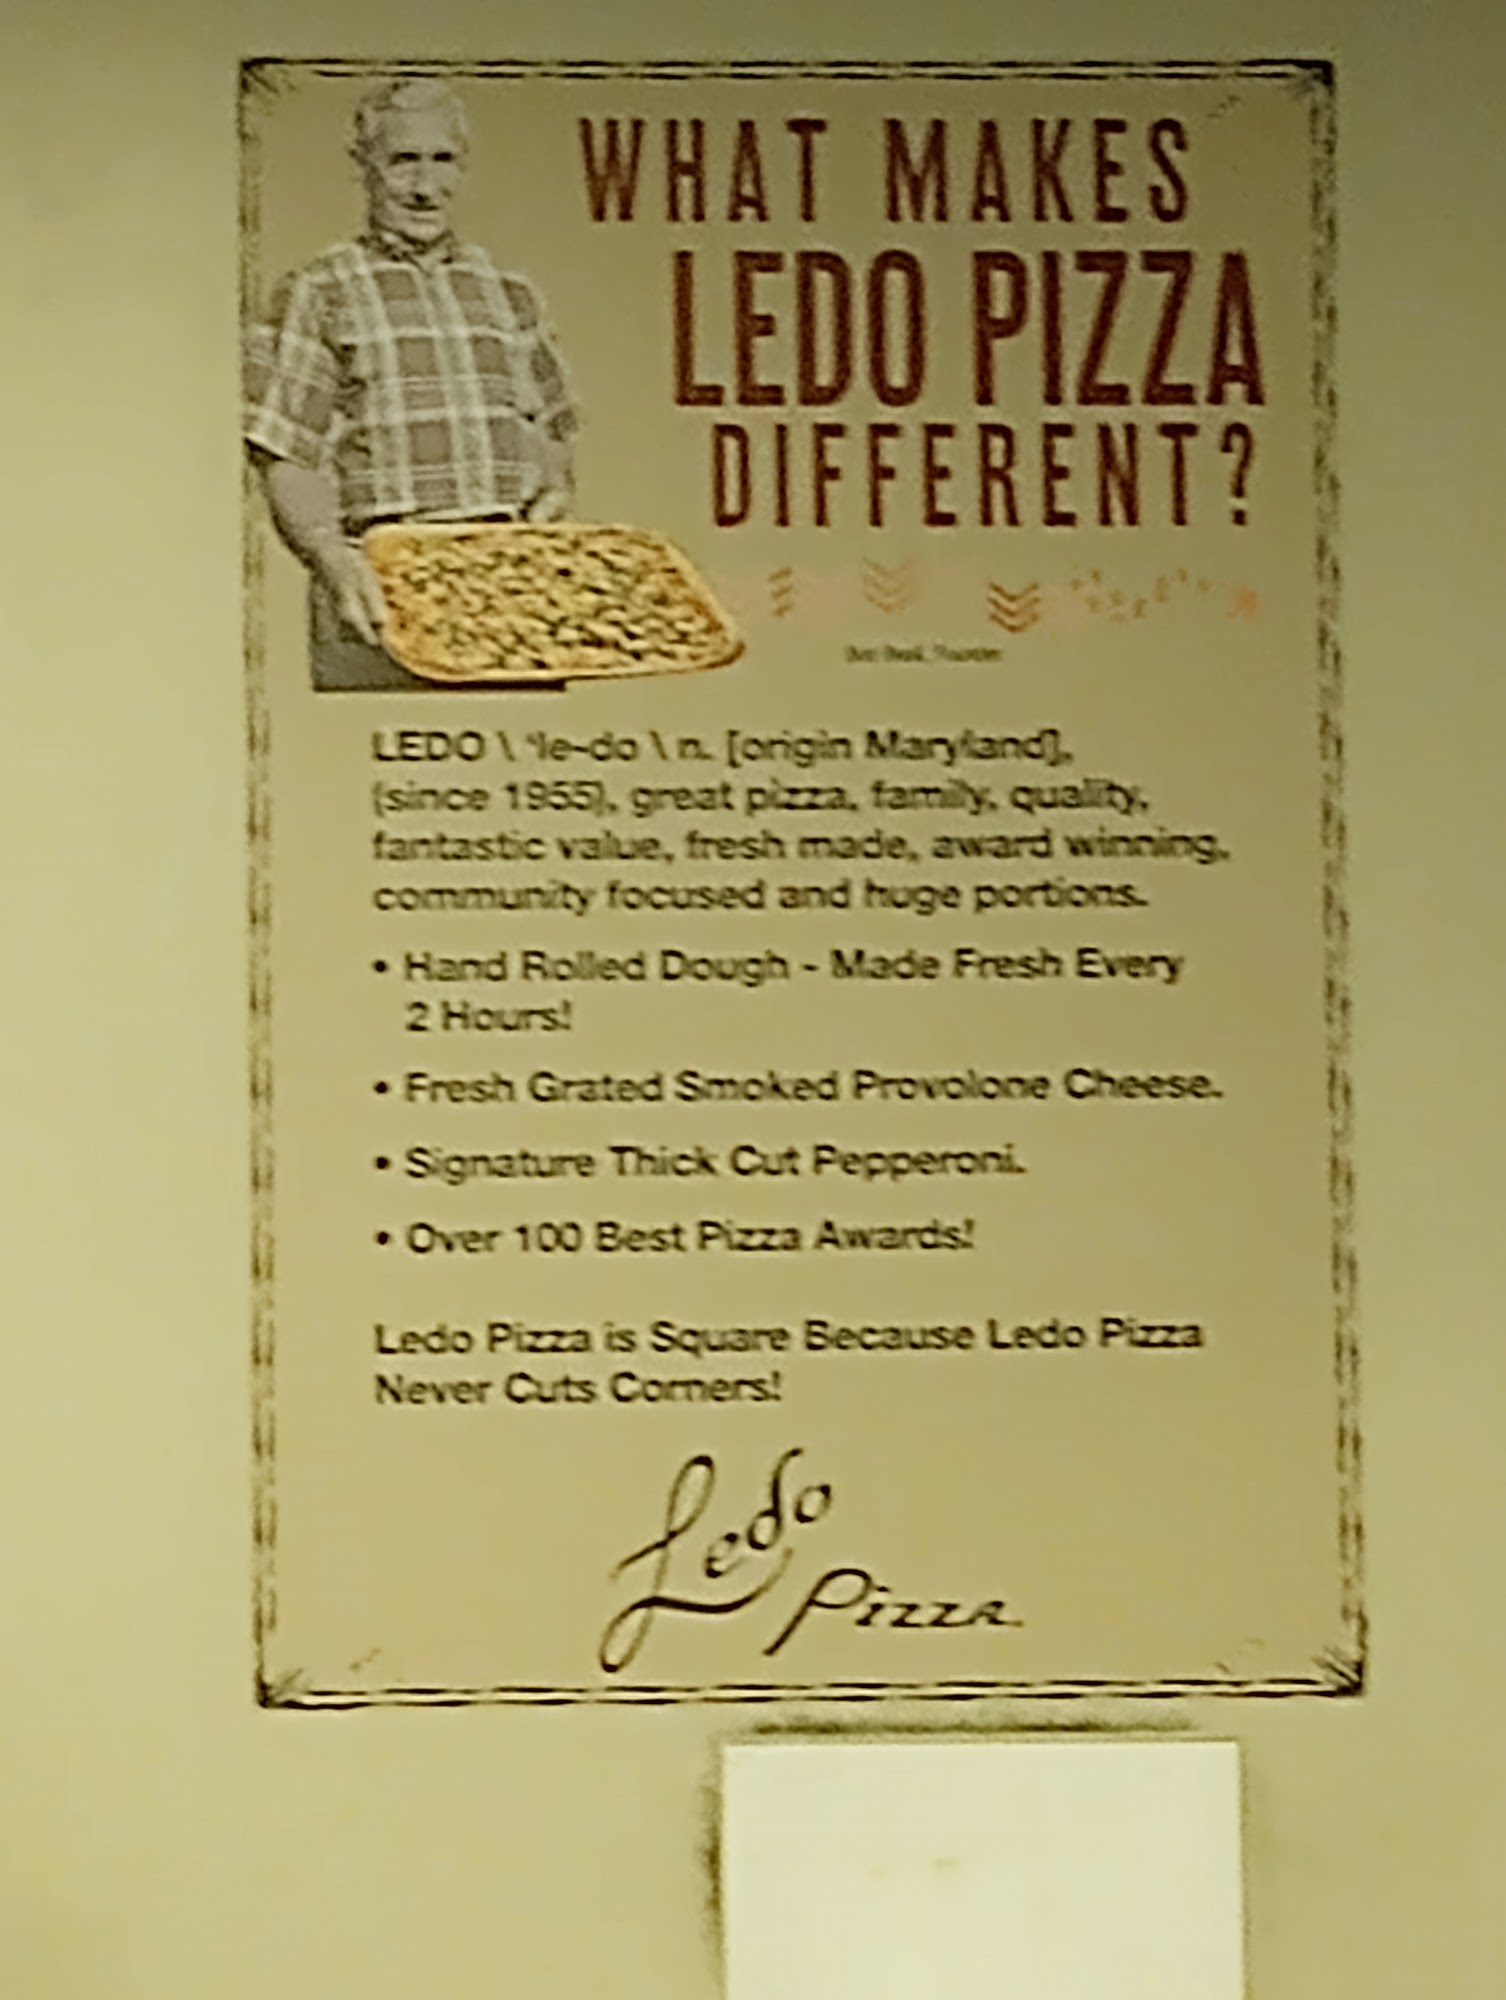 WHAT MAKES
LEDO PIZZA
DIFFERENT?
LEDO \ 'le-do \ n. [origin Maryland],
(since 1955), great pizza, family, quality,
fantastic value, fresh made, award winning,
community focused and huge portions.
• Hand Rolled Dough - Made Fresh Every
2 Hours!
• Fresh Grated Smoked Provolone Cheese.
• Signature Thick Cut Pepperoni.
• Over 100 Best Pizza Awards!
Ledo Pizza is Square Because Ledo Pizza
Never Cuts Corners!
Ledo
Pizza